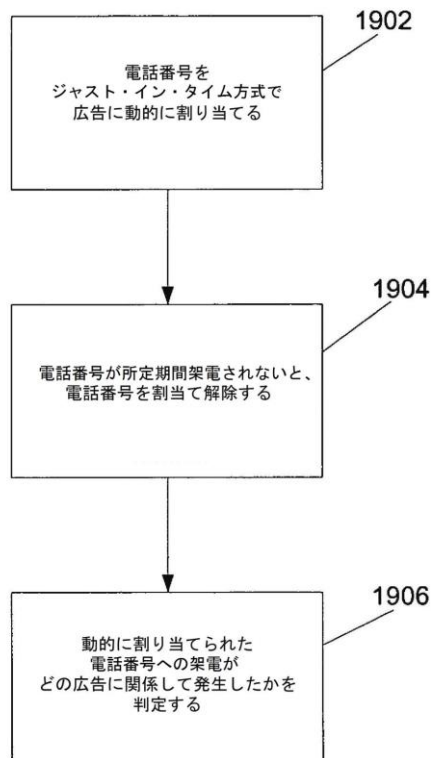 1902
電話番号を
ジャスト・イン・タイム方式で
広告に動的に割り当てる
1904
電話番号が所定期間架電されないと、
電話番号を割当て解除する
1906
動的に割り当てられた
電話番号への架電が
どの広告に関係して発生したかを
判定する